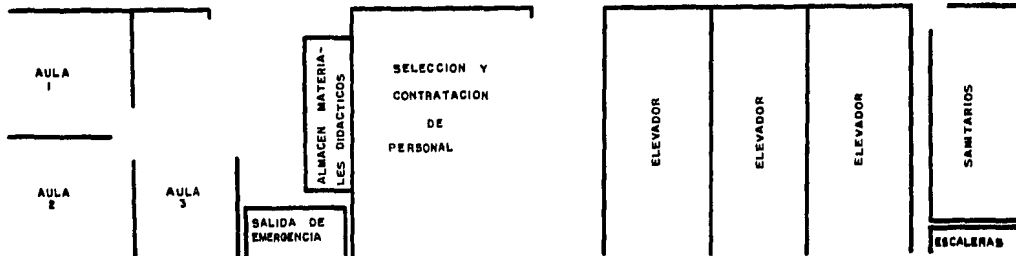 AULA
1
AULA
2
AULA
3
ALMACEN MATERIA-
LES DIDACTICOS
SALIDA DE
EMERGENCIA
SELECCION Y
CONTRATACION
DE
PERSONAL
ELEVADOR
ELEVADOR
ELEVADOR
SANITARIOS
ESCALERAS